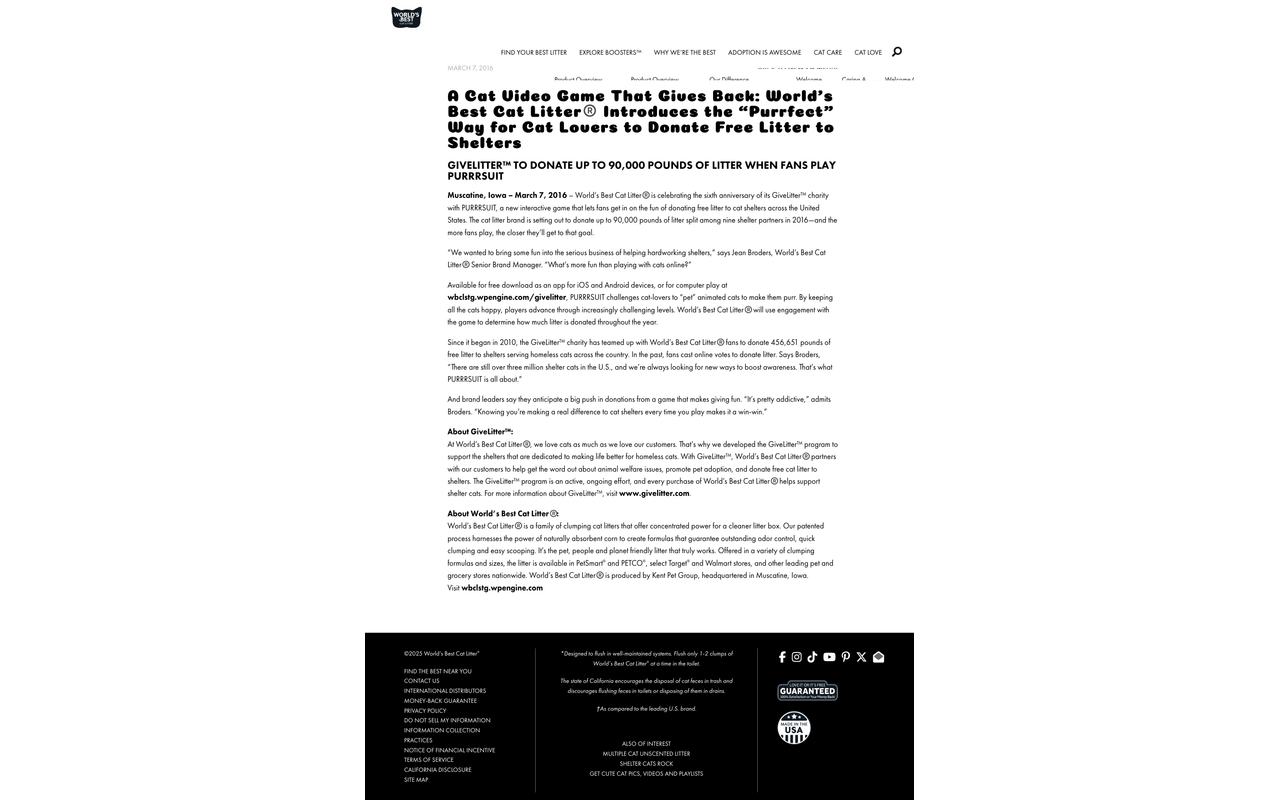 WORLD'S
BEST
FIND YOUR BEST LITTER EXPLORE BOOSTERS™ WHY WE'RE THE BEST ADOPTION IS AWESOME CAT CARE CAT LOVE
MARCH 7, 2016
Product Overview Product Overview Our Difference Welcome Caring A Welcome
A Cat Video Game That Gives Back: World's
Best Cat Litter® Introduces the “Purrfect”
Way for Cat Lovers to Donate Free Litter to
Shelters
GIVELITTER™ TO DONATE UP TO 90,000 POUNDS OF LITTER WHEN FANS PLAY
PURRRSUIT
Muscatine, Iowa – March 7, 2016 – World's Best Cat Litter® is celebrating the sixth anniversary of its GiveLitter™ charity
with PURRRSUIT, a new interactive game that lets fans get in on the fun of donating free litter to cat shelters across the United
States. The cat litter brand is setting out to donate up to 90,000 pounds of litter split among nine shelter partners in 2016—and the
more fans play, the closer they'll get to that goal.
“We wanted to bring some fun into the serious business of helping hardworking shelters,” says Jean Broders, World's Best Cat
Litter® Senior Brand Manager. “What's more fun than playing with cats online?”
Available for free download as an app for iOS and Android devices, or for computer play at
wbclstg.wpengine.com/givelitter, PURRRSUIT challenges cat-lovers to “pet” animated cats to make them purr. By keeping
all the cats happy, players advance through increasingly challenging levels. World's Best Cat Litter® will use engagement with
the game to determine how much litter is donated throughout the year.
Since it began in 2010, the GiveLitter™ charity has teamed up with World's Best Cat Litter® fans to donate 456,651 pounds of
free litter to shelters serving homeless cats across the country. In the past, fans cast online votes to donate litter. Says Broders,
“There are still over three million shelter cats in the U.S., and we're always looking for new ways to boost awareness. That's what
PURRRSUIT is all about.”
And brand leaders say they anticipate a big push in donations from a game that makes giving fun. “It's pretty addictive,” admits
Broders. “Knowing you're making a real difference to cat shelters every time you play makes it a win-win.”
About GiveLitter™:
At World's Best Cat Litter®, we love cats as much as we love our customers. That's why we developed the GiveLitter™ program to
support the shelters that are dedicated to making life better for homeless cats. With GiveLitter™, World's Best Cat Litter® partners
with our customers to help get the word out about animal welfare issues, promote pet adoption, and donate free cat litter to
shelters. The GiveLitter™ program is an active, ongoing effort, and every purchase of World's Best Cat Litter® helps support
shelter cats. For more information about GiveLitter™, visit www.givelitter.com.
About World's Best Cat Litter®:
World's Best Cat Litter® is a family of clumping cat litters that offer concentrated power for a cleaner litter box. Our patented
process harnesses the power of naturally absorbent corn to create formulas that guarantee outstanding odor control, quick
clumping and easy scooping. It's the pet, people and planet friendly litter that truly works. Offered in a variety of clumping
formulas and sizes, the litter is available in PetSmart® and PETCO®, select Target® and Walmart stores, and other leading pet and
grocery stores nationwide. World's Best Cat Litter® is produced by Kent Pet Group, headquartered in Muscatine, Iowa.
Visit wbclstg.wpengine.com
©2025 World's Best Cat Litter®
FIND THE BEST NEAR YOU
CONTACT US
INTERNATIONAL DISTRIBUTORS
MONEY-BACK GUARANTEE
PRIVACY POLICY
DO NOT SELL MY INFORMATION
INFORMATION COLLECTION
PRACTICES
NOTICE OF FINANCIAL INCENTIVE
TERMS OF SERVICE
CALIFORNIA DISCLOSURE
SITE MAP
*Designed to flush in well-maintained systems. Flush only 1-2 clumps of
World's Best Cat Litter® at a time in the toilet.
The state of California encourages the disposal of cat feces in trash and
discourages flushing feces in toilets or disposing of them in drains.
†As compared to the leading U.S. brand.
ALSO OF INTEREST
MULTIPLE CAT UNSCENTED LITTER
SHELTER CATS ROCK
GET CUTE CAT PICS, VIDEOS AND PLAYLISTS
LOVE IT OR IT'S FREE
GUARANTEED
100% Satisfaction or Your Money Back
MADE IN THE
USA